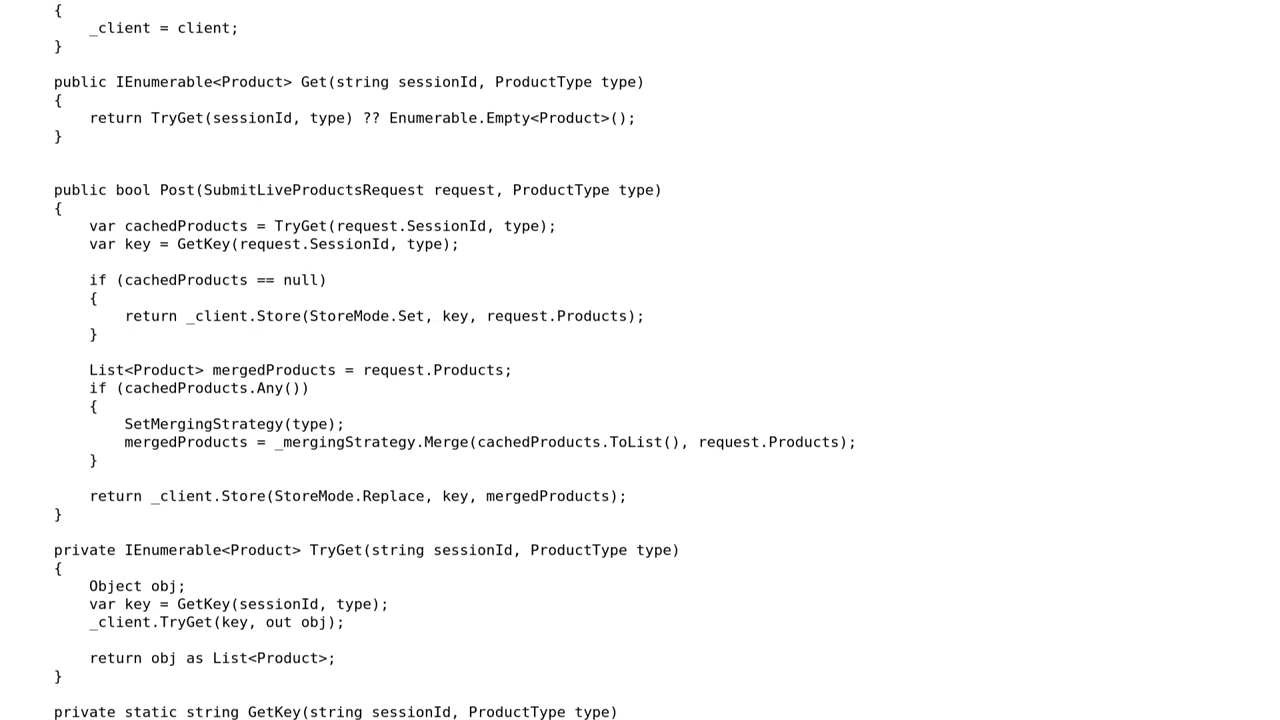 {
    _client = client;
}

public IEnumerable<Product> Get(string sessionId, ProductType type)
{
    return TryGet(sessionId, type) ?? Enumerable.Empty<Product>();
}


public bool Post(SubmitLiveProductsRequest request, ProductType type)
{
    var cachedProducts = TryGet(request.SessionId, type);
    var key = GetKey(request.SessionId, type);

    if (cachedProducts == null)
    {
        return _client.Store(StoreMode.Set, key, request.Products);
    }

    List<Product> mergedProducts = request.Products;
    if (cachedProducts.Any())
    {
        SetMergingStrategy(type);
        mergedProducts = _mergingStrategy.Merge(cachedProducts.ToList(), request.Products);
    }

    return _client.Store(StoreMode.Replace, key, mergedProducts);
}

private IEnumerable<Product> TryGet(string sessionId, ProductType type)
{
    Object obj;
    var key = GetKey(sessionId, type);
    _client.TryGet(key, out obj);

    return obj as List<Product>;
}

private static string GetKey(string sessionId, ProductType type)